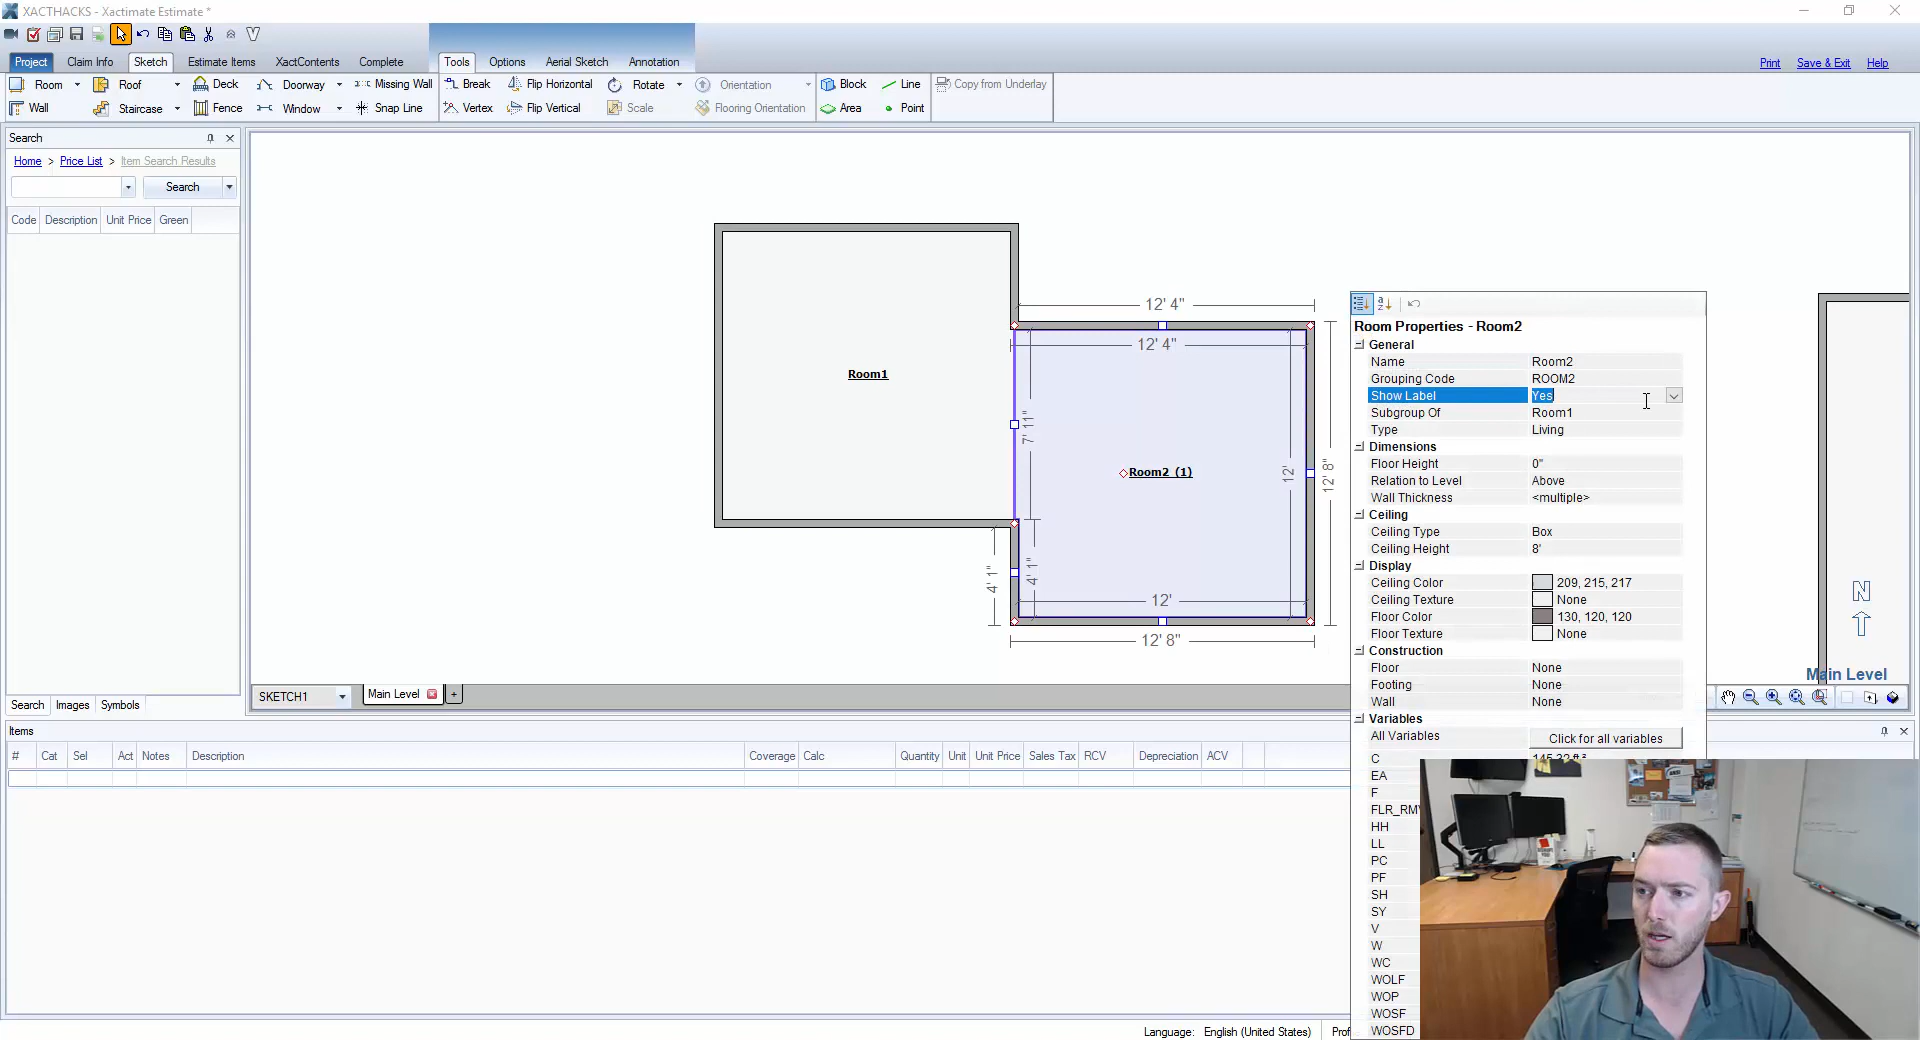 XACTHACKS - Xactimate Estimate *
Project
Claim Info
Sketch
Estimate Items
XactContents
Complete
Tools
Options
Aerial Sketch
Annotation
Print
Save & Exit
Help
Room
Roof
Deck
Doorway
Missing Wall
Break
Flip Horizontal
Rotate
Orientation
Block
Line
Copy from Underlay
Wall
Staircase
Fence
Window
Snap Line
Vertex
Flip Vertical
Scale
Flooring Orientation
Area
Point
Search
Home > Price List > Item Search Results
Search
Code Description Unit Price Green
12' 4"
12' 4"
Room1
7' 11"
Room2 (1)
12'
12' 8"
4' 1"
4' 1"
12'
12' 8"
Room Properties - Room2
General
Name Room2
Grouping Code ROOM2
Show Label Yes
Subgroup Of Room1
Type Living
Dimensions
Floor Height 0"
Relation to Level Above
Wall Thickness <multiple>
Ceiling
Ceiling Type Box
Ceiling Height 8'
Display
Ceiling Color 209, 215, 217
Ceiling Texture None
Floor Color 130, 120, 120
Floor Texture None
Construction
Floor None
Footing None
Wall None
Variables
All Variables Click for all variables
C
EA
F
FLR_RMV
HH
LL
PC
PF
SH
SY
V
W
WC
WOLF
WOP
WOSF
WOSFD
N
Main Level
SKETCH1
Main Level
+
Search
Images
Symbols
Items
# Cat Sel Act Notes Description Coverage Calc Quantity Unit Unit Price Sales Tax RCV Depreciation ACV
Language: English (United States)